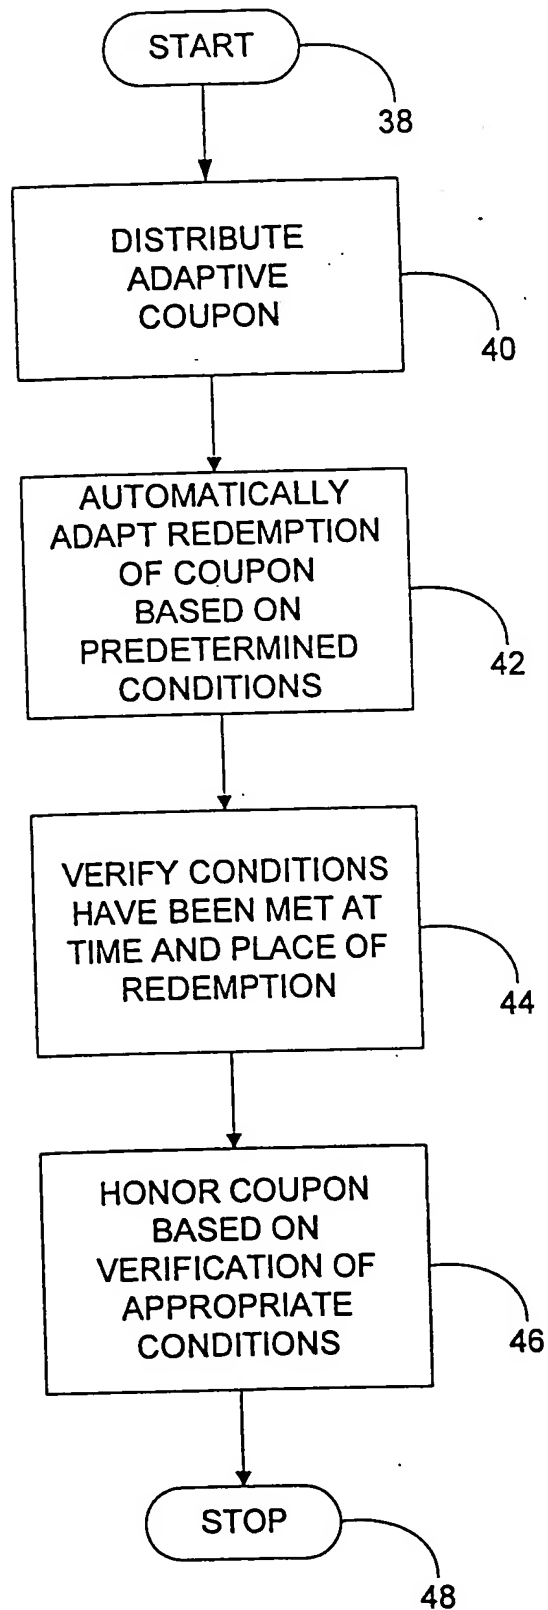 START
38
DISTRIBUTE
ADAPTIVE
COUPON
40
AUTOMATICALLY
ADAPT REDEMPTION
OF COUPON
BASED ON
PREDETERMINED
CONDITIONS
42
VERIFY CONDITIONS
HAVE BEEN MET AT
TIME AND PLACE OF
REDEMPTION
44
HONOR COUPON
BASED ON
VERIFICATION OF
APPROPRIATE
CONDITIONS
46
STOP
48